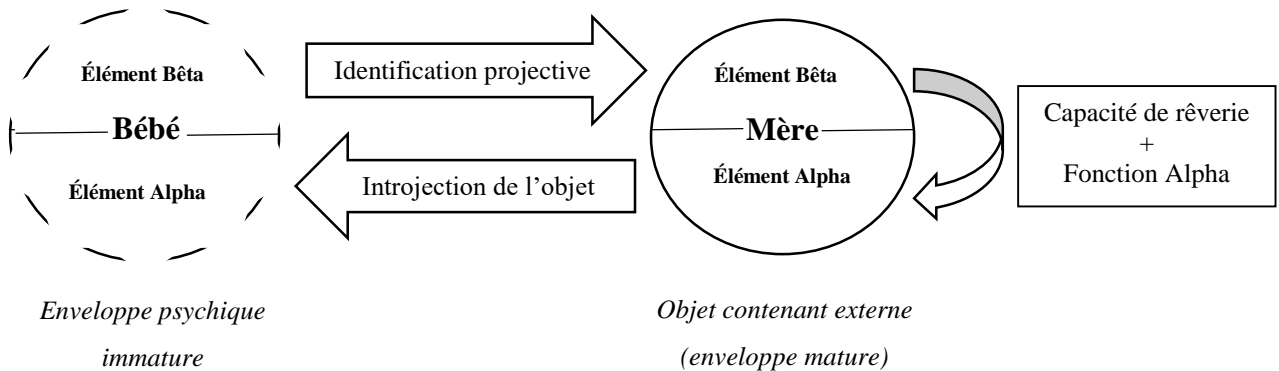 Élément Bêta
Bébé
Élément Alpha
Identification projective
Introjection de l’objet
Élément Bêta
Mère
Élément Alpha
Capacité de rêverie
+
Fonction Alpha
Enveloppe psychique
immature
Objet contenant externe
(enveloppe mature)